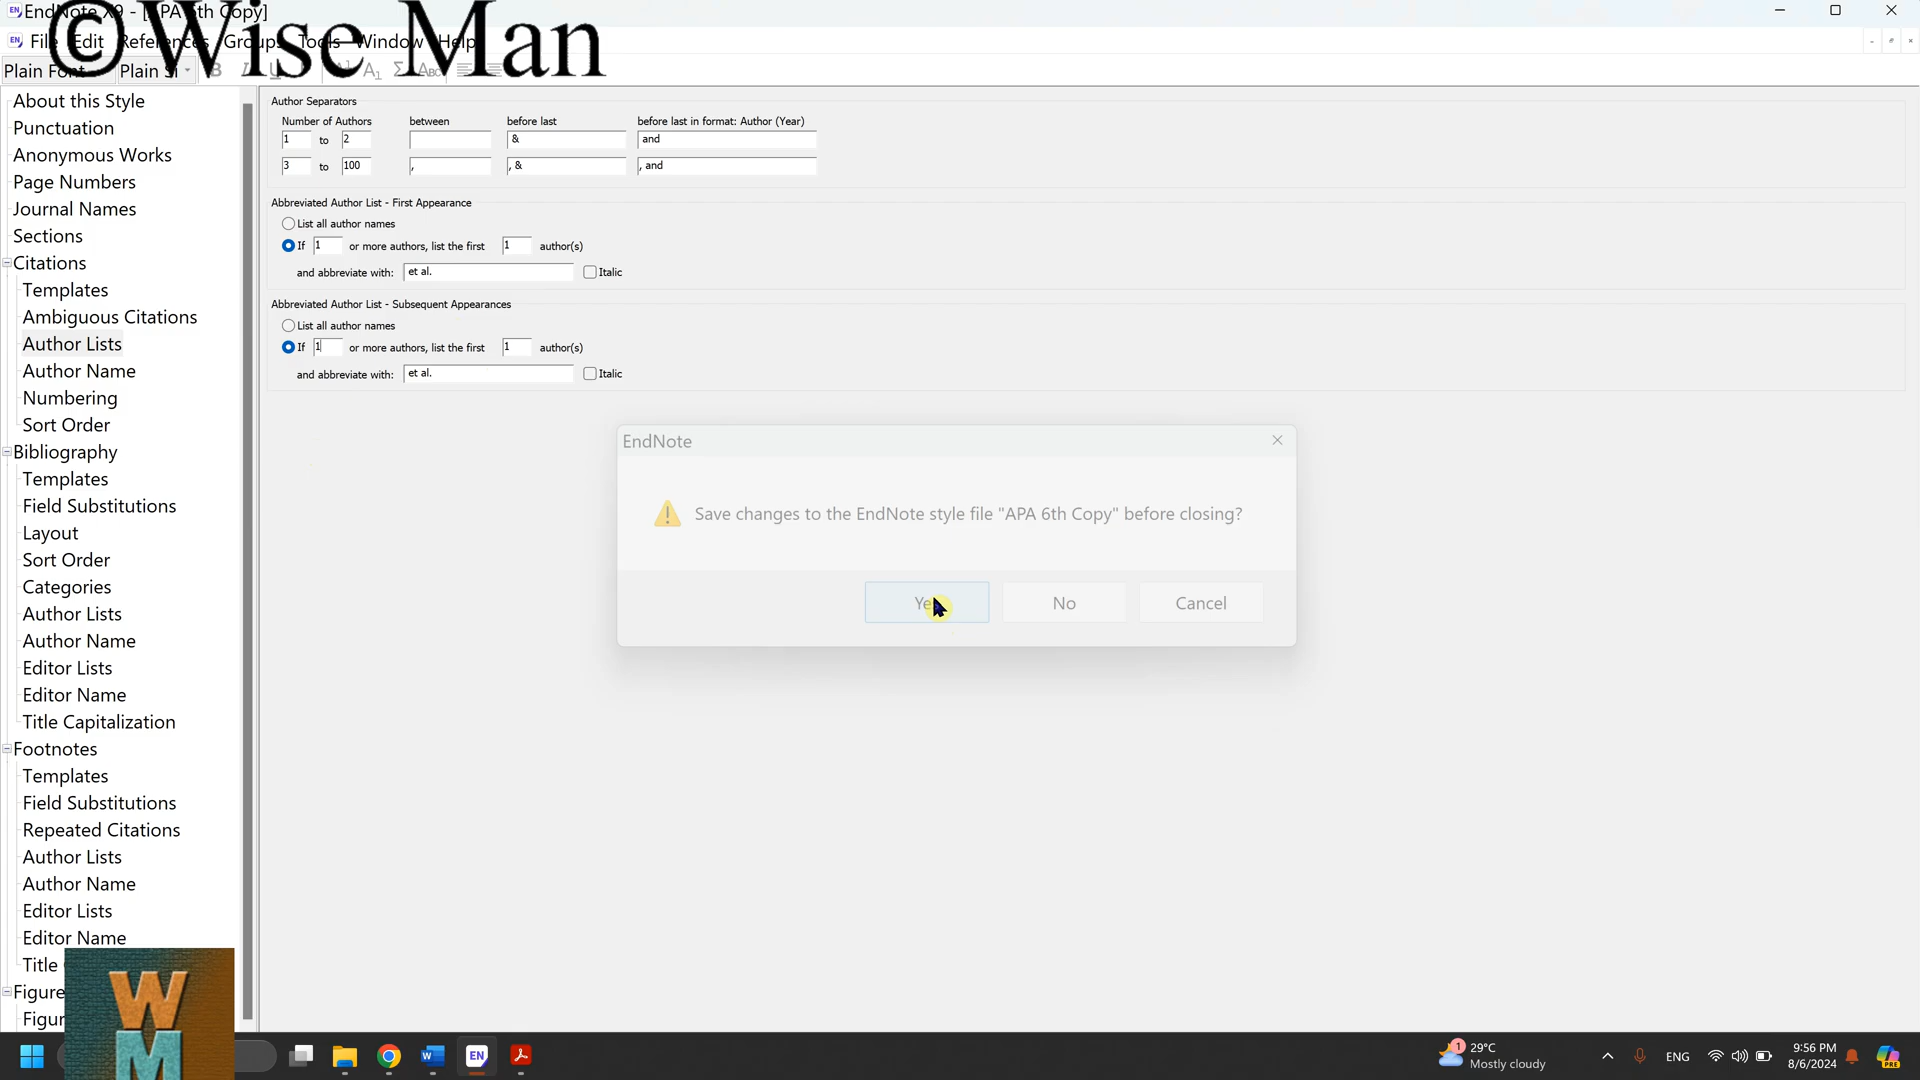 EndNote X9 - [APA 6th Copy]
©Wise Man
File Edit References Groups Tools Window Help
Plain Font Plain Si B I U A₁ Σ Abc
About this Style
Punctuation
Anonymous Works
Page Numbers
Journal Names
Sections
Citations
Templates
Ambiguous Citations
Author Lists
Author Name
Numbering
Sort Order
Bibliography
Templates
Field Substitutions
Layout
Sort Order
Categories
Author Lists
Author Name
Editor Lists
Editor Name
Title Capitalization
Footnotes
Templates
Field Substitutions
Repeated Citations
Author Lists
Author Name
Editor Lists
Editor Name
Title
Figure
Figur
Author Separators
Number of Authors between before last before last in format: Author (Year)
1 to 2 & and
3 to 100 , , & , and
Abbreviated Author List - First Appearance
List all author names
If 1 or more authors, list the first 1 author(s)
and abbreviate with: et al. Italic
Abbreviated Author List - Subsequent Appearances
List all author names
If 1 or more authors, list the first 1 author(s)
and abbreviate with: et al. Italic
EndNote
Save changes to the EndNote style file "APA 6th Copy" before closing?
Yes No Cancel
WM
EN
1
29°C
Mostly cloudy
ENG
9:56 PM
8/6/2024
PRE